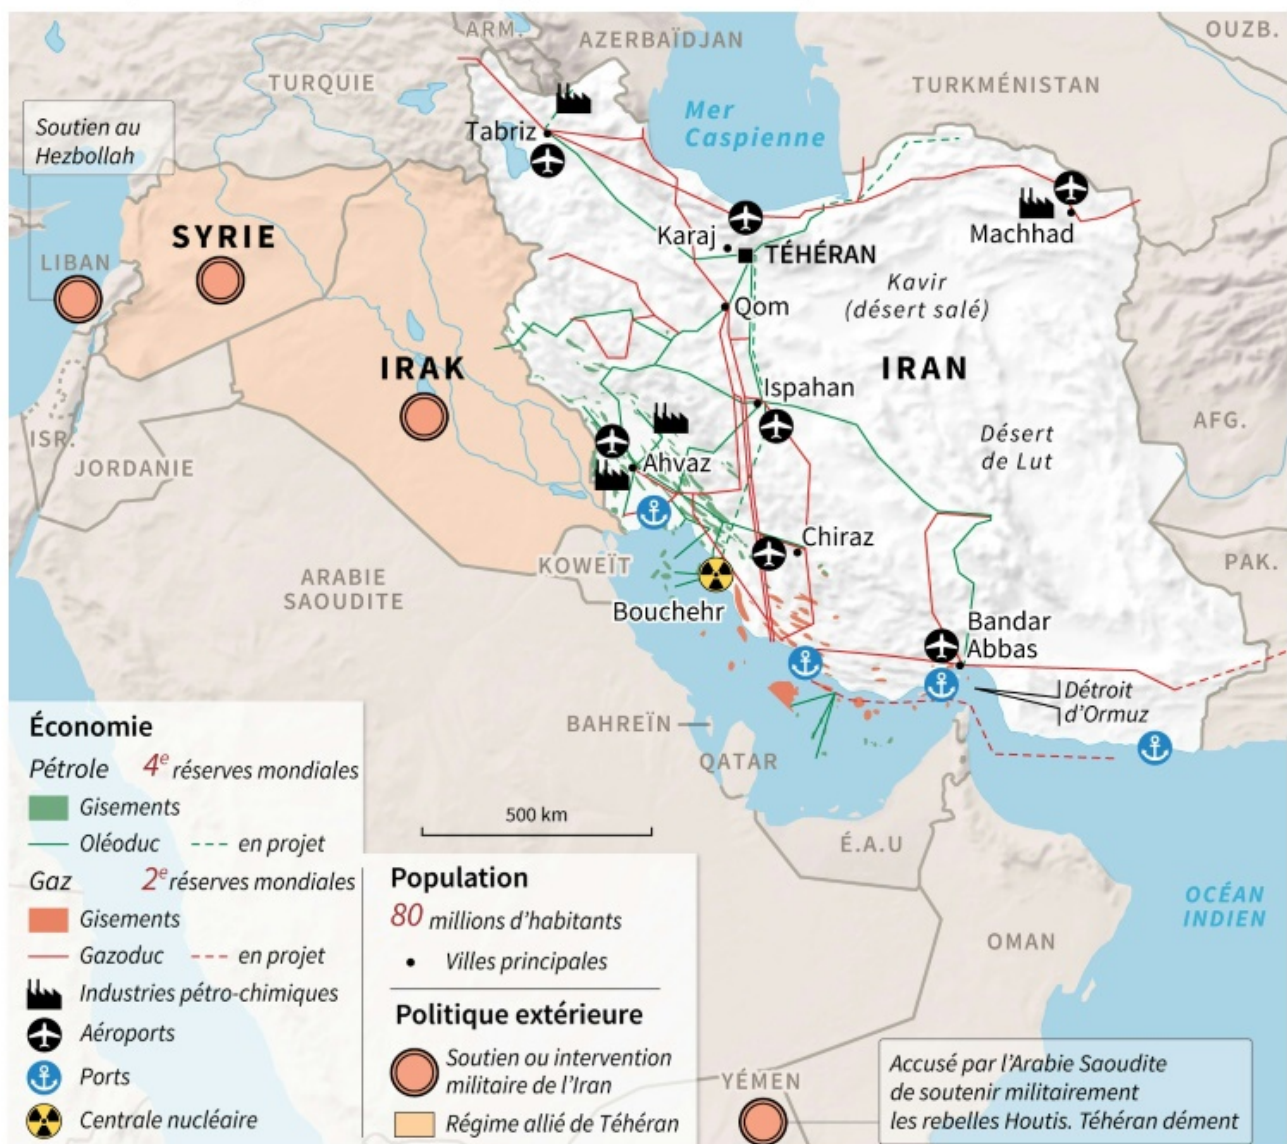 ARM.
AZERBAÏDJAN
OUZB.
TURQUIE
TURKMÉNISTAN
Mer
Caspienne
Soutien au
Hezbollah
Tabriz
SYRIE
LIBAN
Karaj
TÉHÉRAN
Machhad
Kavir
(désert salé)
Qom
IRAK
Ispahan
IRAN
AFG.
ISR.
JORDANIE
Désert
de Lut
Ahvaz
Chiraz
KOWEÏT
PAK.
ARABIE
SAOUDITE
Bouchehr
Bandar
Abbas
Détroit
d'Ormuz
BAHREÏN
QATAR
É.A.U
OMAN
OCÉAN
INDIEN
500 km
Économie
Pétrole 4e réserves mondiales
Gisements
Oléoduc en projet
Gaz 2e réserves mondiales
Gisements
Gazoduc en projet
Industries pétro-chimiques
Aéroports
Ports
Centrale nucléaire
Population
80 millions d'habitants
Villes principales
Politique extérieure
Soutien ou intervention
militaire de l'Iran
Régime allié de Téhéran
YÉMEN
Accusé par l'Arabie Saoudite
de soutenir militairement
les rebelles Houtis. Téhéran dément